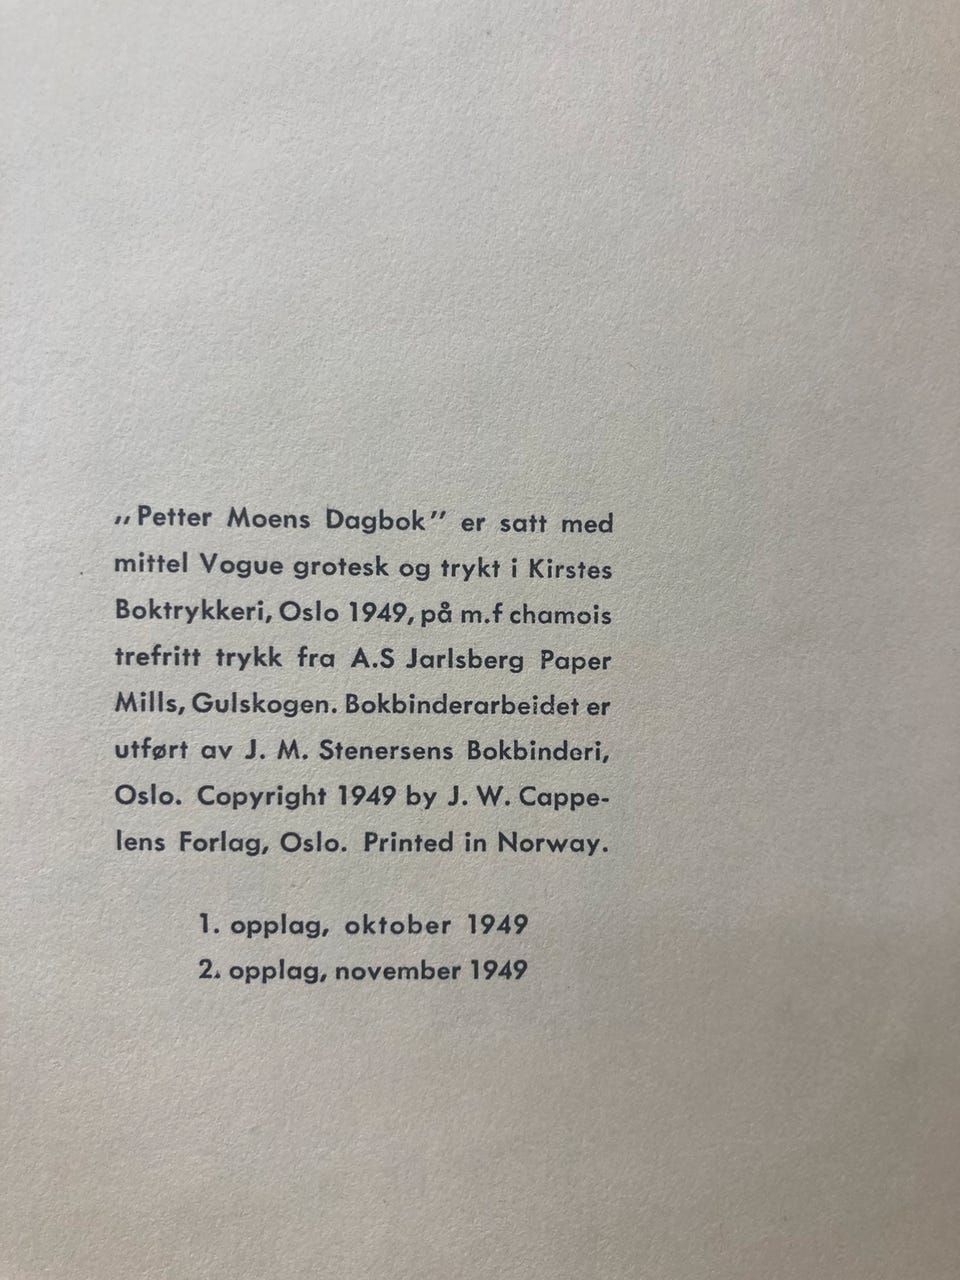 „Petter Moens Dagbok” er satt med
mittel Vogue grotesk og trykt i Kirstes
Boktrykkeri, Oslo 1949, på m.f chamois
trefritt trykk fra A.S Jarlsberg Paper
Mills, Gulskogen. Bokbinderarbeidet er
utført av J. M. Stenersens Bokbinderi,
Oslo. Copyright 1949 by J. W. Cappe-
lens Forlag, Oslo. Printed in Norway.
1. opplag, oktober 1949
2. opplag, november 1949